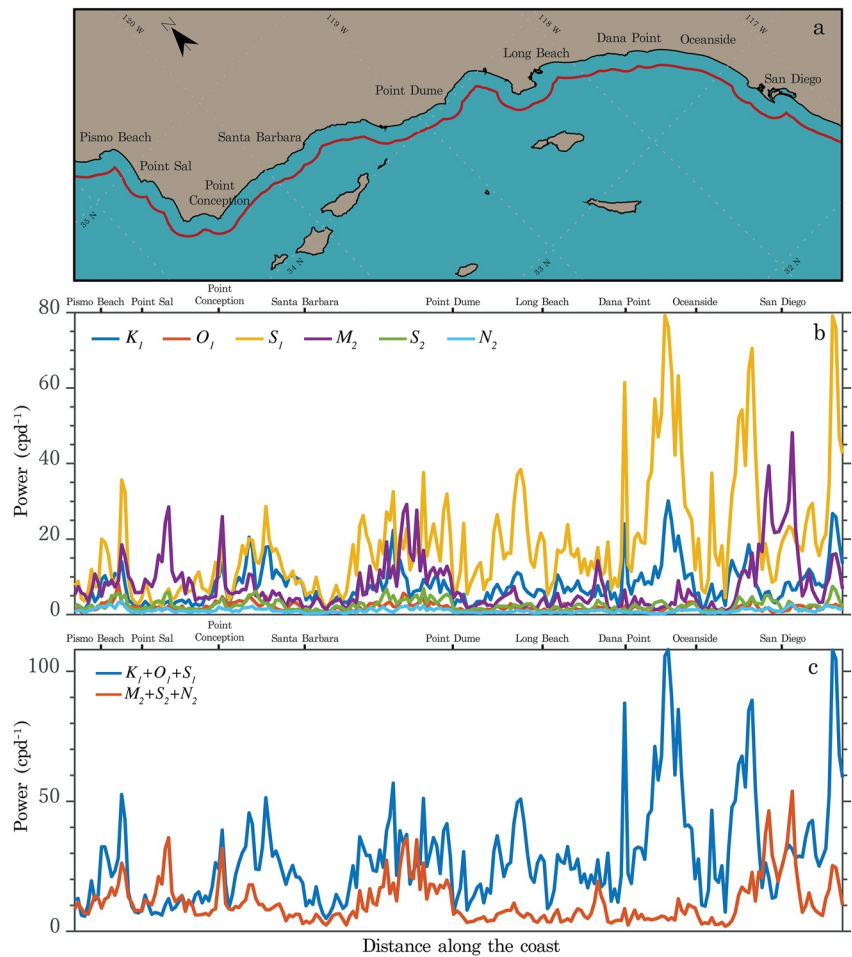 a
120 W
N
119 W
118 W
117 W
Dana Point
Oceanside
Long Beach
San Diego
Point Dume
Pismo Beach
Santa Barbara
Point Sal
Point
Conception
35 N
34 N
33 N
32 N
Pismo Beach Point Sal Point Conception Santa Barbara Point Dume Long Beach Dana Point Oceanside San Diego
80
60
40
20
0
Power (cpd⁻¹)
K₁ O₁ S₁ M₂ S₂ N₂
b
Pismo Beach Point Sal Point Conception Santa Barbara Point Dume Long Beach Dana Point Oceanside San Diego
100
50
0
Power (cpd⁻¹)
K₁+O₁+S₁
M₂+S₂+N₂
c
Distance along the coast